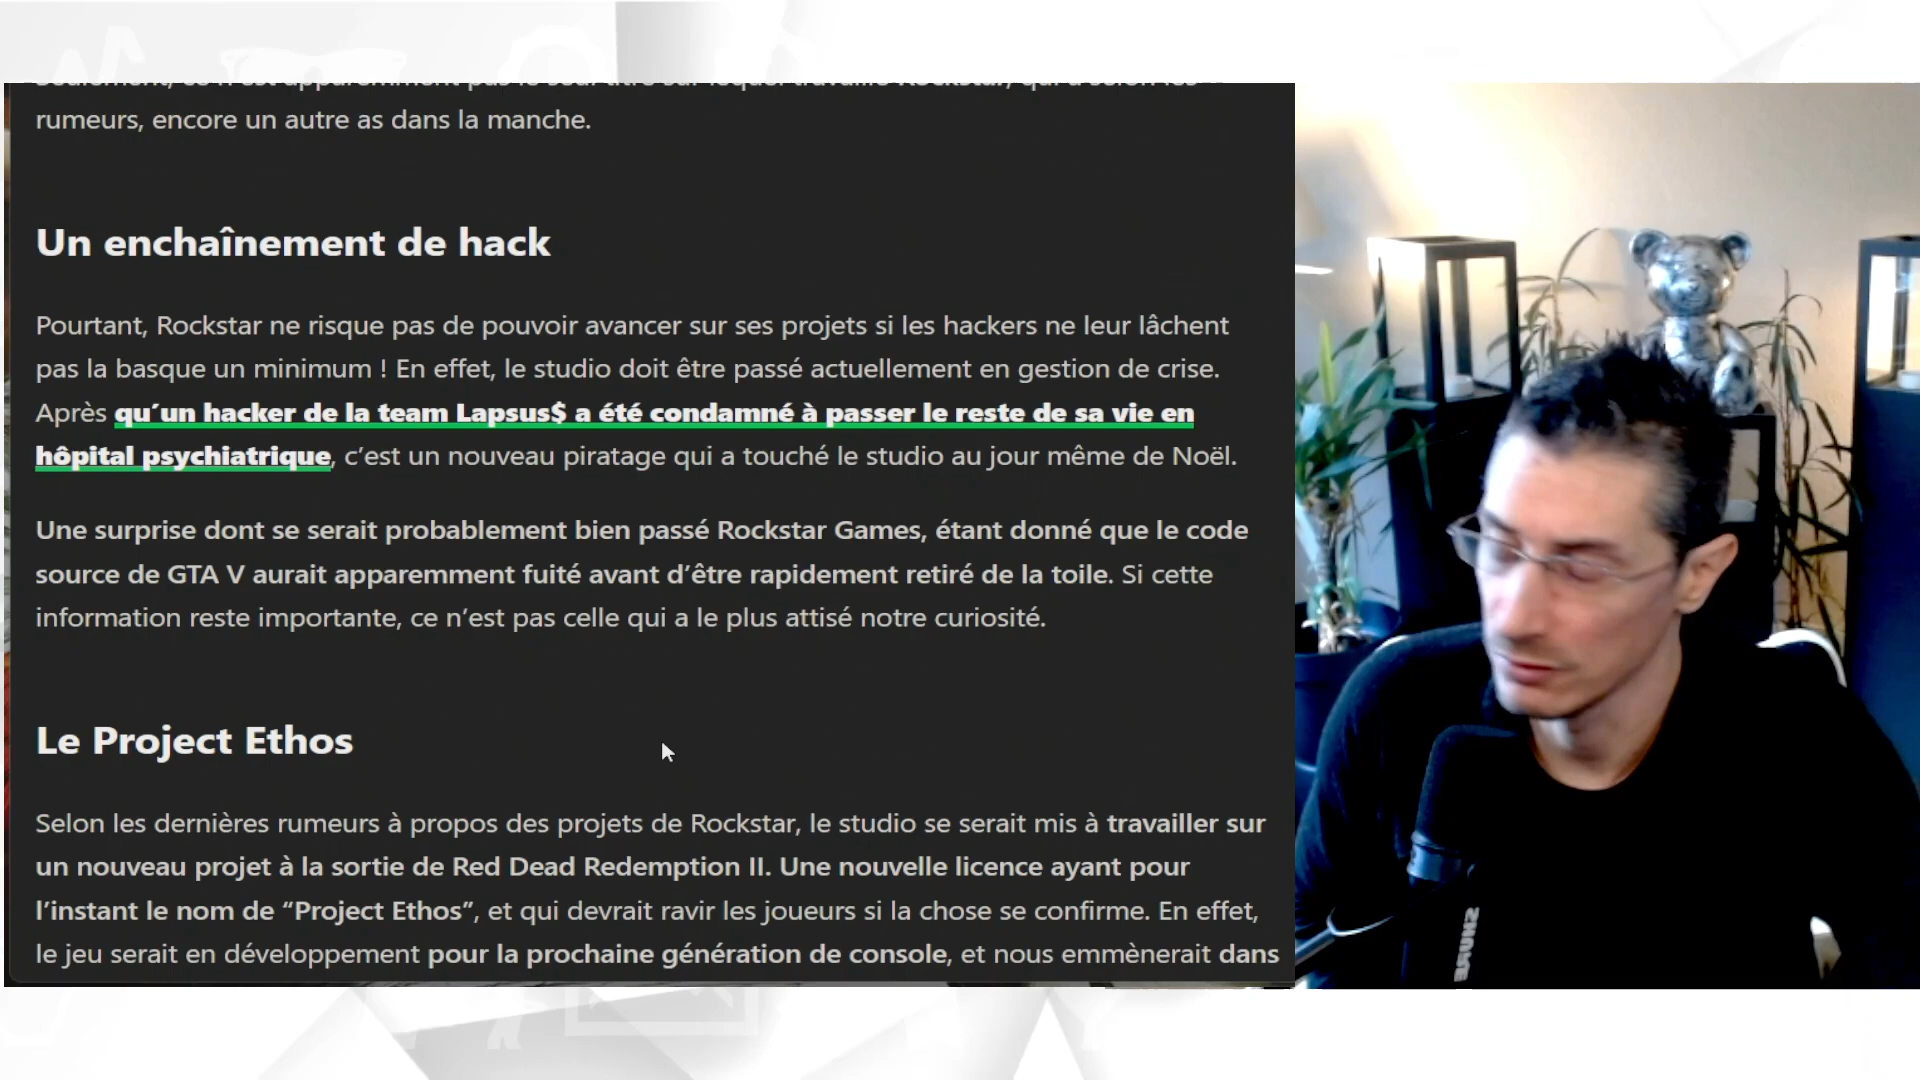 rumeurs, encore un autre as dans la manche.
Un enchaînement de hack
Pourtant, Rockstar ne risque pas de pouvoir avancer sur ses projets si les hackers ne leur lâchent
pas la basque un minimum ! En effet, le studio doit être passé actuellement en gestion de crise.
Après qu’un hacker de la team Lapsus$ a été condamné à passer le reste de sa vie en
hôpital psychiatrique, c’est un nouveau piratage qui a touché le studio au jour même de Noël.
Une surprise dont se serait probablement bien passé Rockstar Games, étant donné que le code
source de GTA V aurait apparemment fuité avant d’être rapidement retiré de la toile. Si cette
information reste importante, ce n’est pas celle qui a le plus attisé notre curiosité.
Le Project Ethos
Selon les dernières rumeurs à propos des projets de Rockstar, le studio se serait mis à travailler sur
un nouveau projet à la sortie de Red Dead Redemption II. Une nouvelle licence ayant pour
l’instant le nom de “Project Ethos”, et qui devrait ravir les joueurs si la chose se confirme. En effet,
le jeu serait en développement pour la prochaine génération de console, et nous emmènerait dans